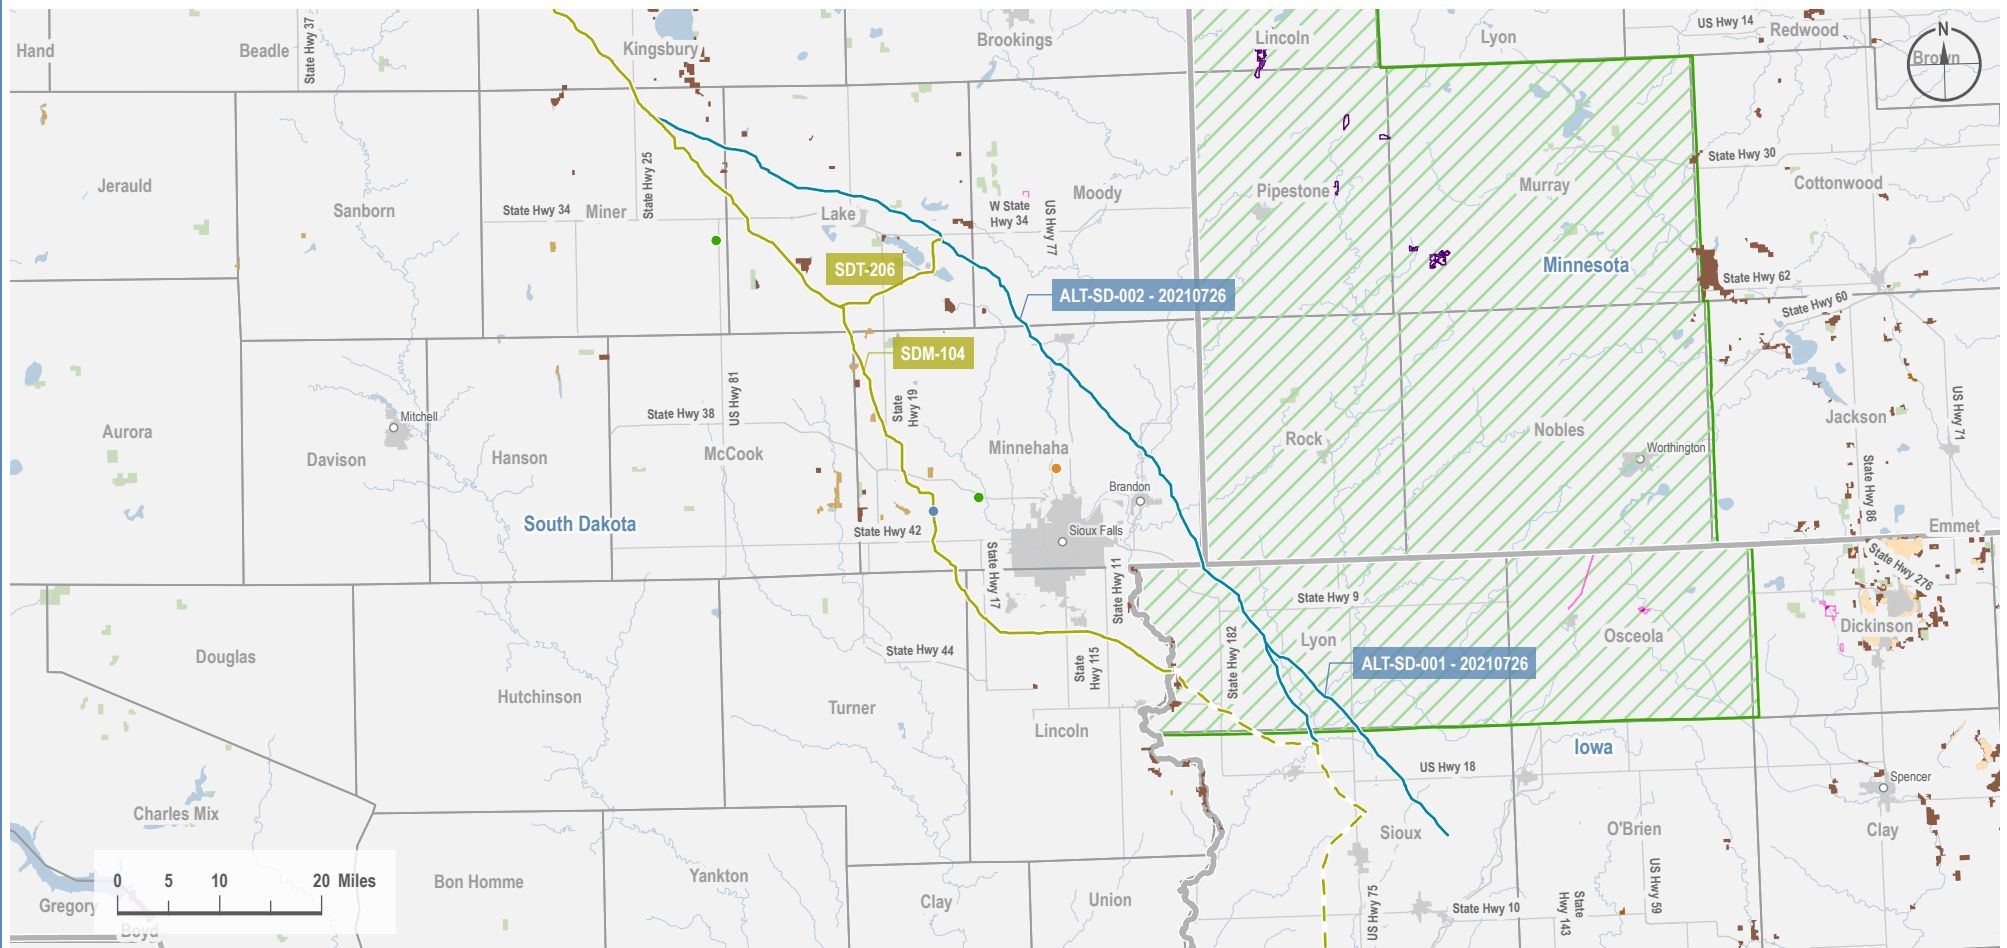 Hand
Beadle
State Hwy 37
Kingsbury
Brookings
Lincoln
Lyon
US Hwy 14
Redwood
Brown
N
Jerauld
Sanborn
State Hwy 34
Miner
State Hwy 25
Lake
W State
Hwy 34
US Hwy 77
Moody
Pipestone
Murray
State Hwy 30
Cottonwood
SDT-206
ALT-SD-002 - 20210726
Minnesota
State Hwy 62
State Hwy 60
SDM-104
Aurora
Mitchell
Davison
Hanson
State Hwy 38
US Hwy 81
McCook
State
Hwy 19
Minnehaha
Brandon
Rock
Nobles
Worthington
Jackson
US Hwy 71
State Hwy 86
Emmet
South Dakota
State Hwy 42
Sioux Falls
State Hwy 17
State Hwy 11
State Hwy 276
State Hwy 9
Lyon
Osceola
Dickinson
Douglas
Hutchinson
State Hwy 44
State
Hwy 115
State Hwy 182
ALT-SD-001 - 20210726
Turner
Lincoln
Iowa
US Hwy 18
Spencer
Charles Mix
Sioux
O'Brien
Clay
0 5 10 20 Miles
Gregory
Boyd
Bon Homme
Yankton
Clay
Union
US Hwy 75
State Hwy 10
State
Hwy 143
US Hwy 59